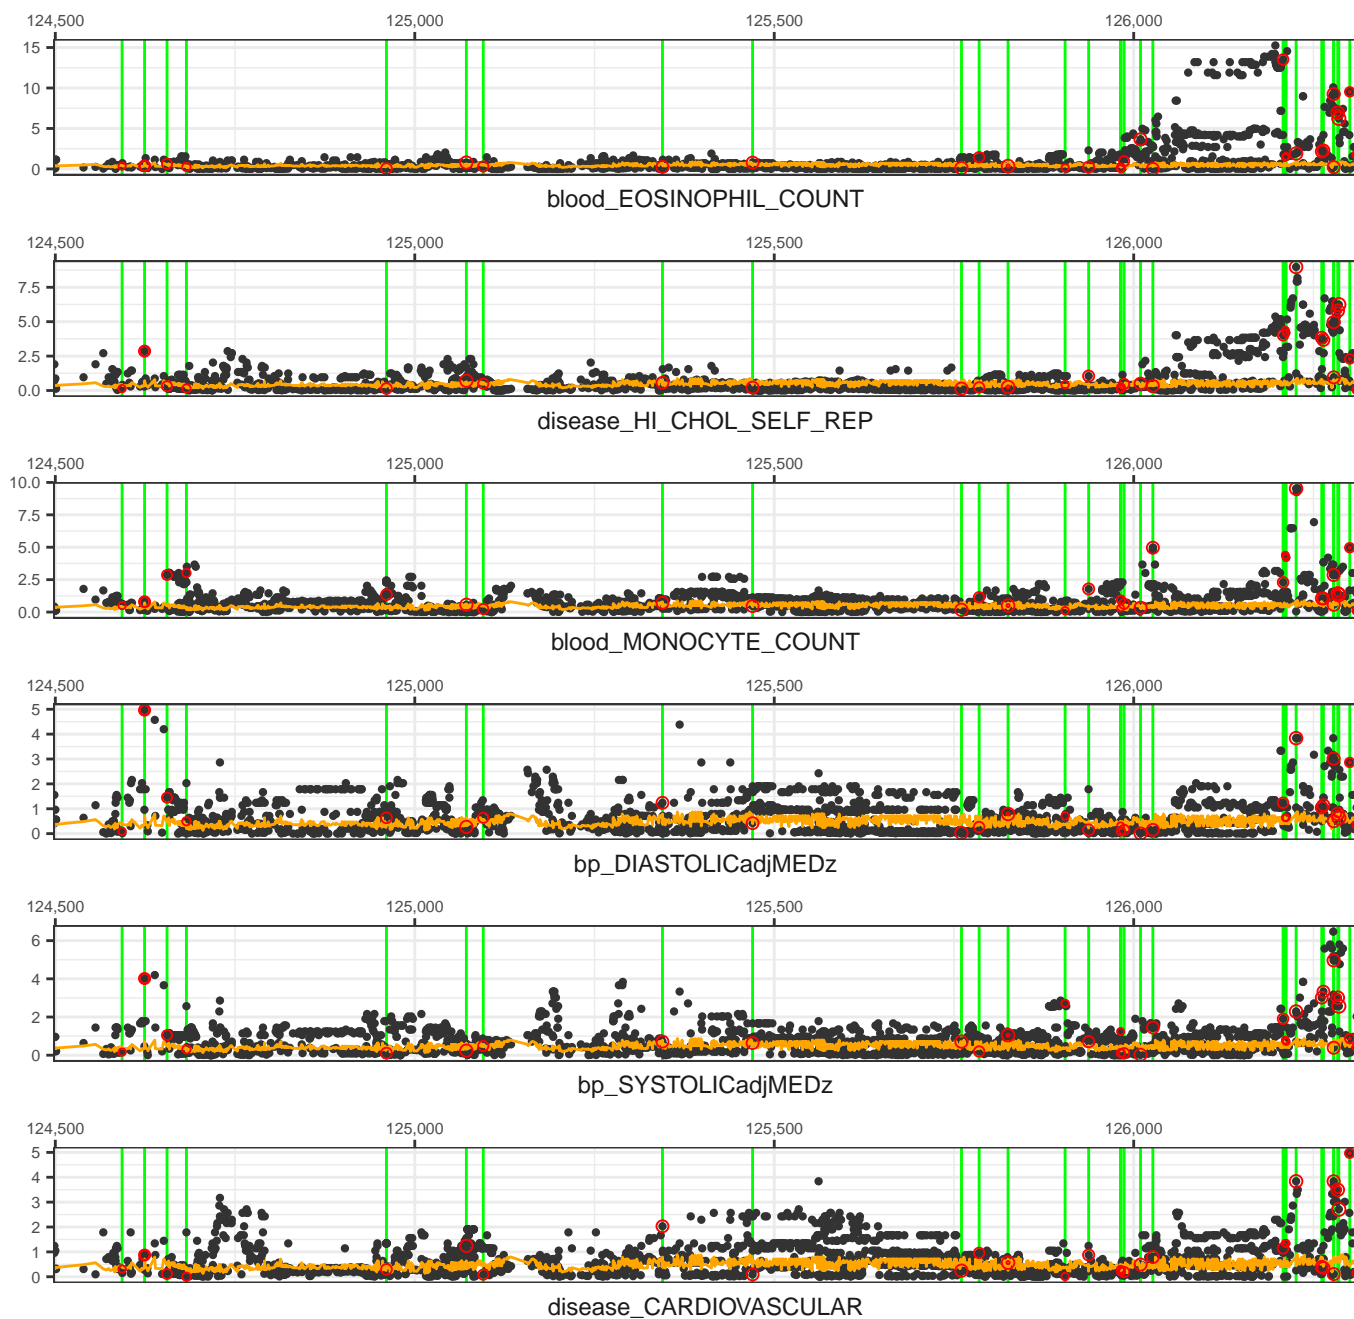 124,500 125,000 125,500 126,000
15
10
5
0
blood_EOSINOPHIL_COUNT
124,500 125,000 125,500 126,000
7.5
5.0
2.5
0.0
disease_HI_CHOL_SELF_REP
124,500 125,000 125,500 126,000
10.0
7.5
5.0
2.5
0.0
blood_MONOCYTE_COUNT
124,500 125,000 125,500 126,000
5
4
3
2
1
0
bp_DIASTOLICadjMEDz
124,500 125,000 125,500 126,000
6
4
2
0
bp_SYSTOLICadjMEDz
124,500 125,000 125,500 126,000
5
4
3
2
1
0
disease_CARDIOVASCULAR